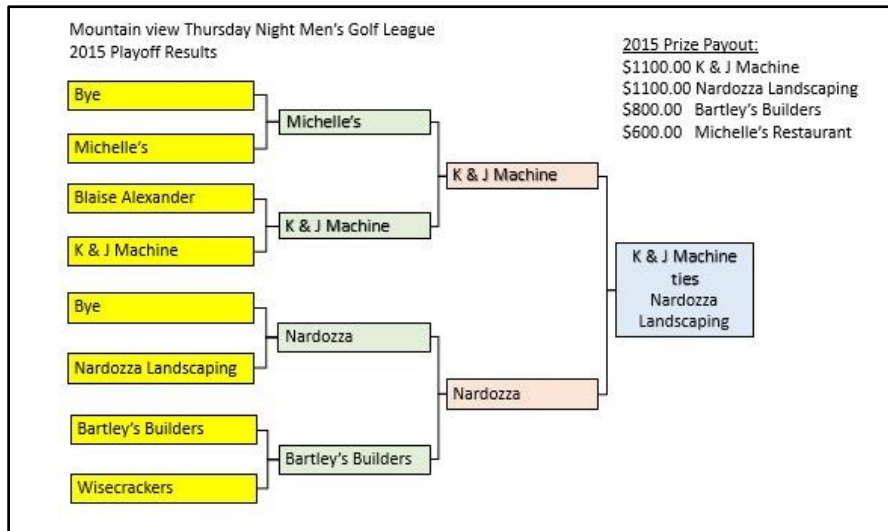 Mountain view Thursday Night Men's Golf League
2015 Playoff Results
2015 Prize Payout:
$1100.00 K & J Machine
$1100.00 Nardozza Landscaping
$800.00 Bartley's Builders
$600.00 Michelle's Restaurant
Bye
Michelle's
Blaise Alexander
K & J Machine
Bye
Nardozza Landscaping
Bartley's Builders
Wisecrackers
Michelle's
K & J Machine
Nardozza
Bartley's Builders
K & J Machine
Nardozza
K & J Machine
ties
Nardozza
Landscaping